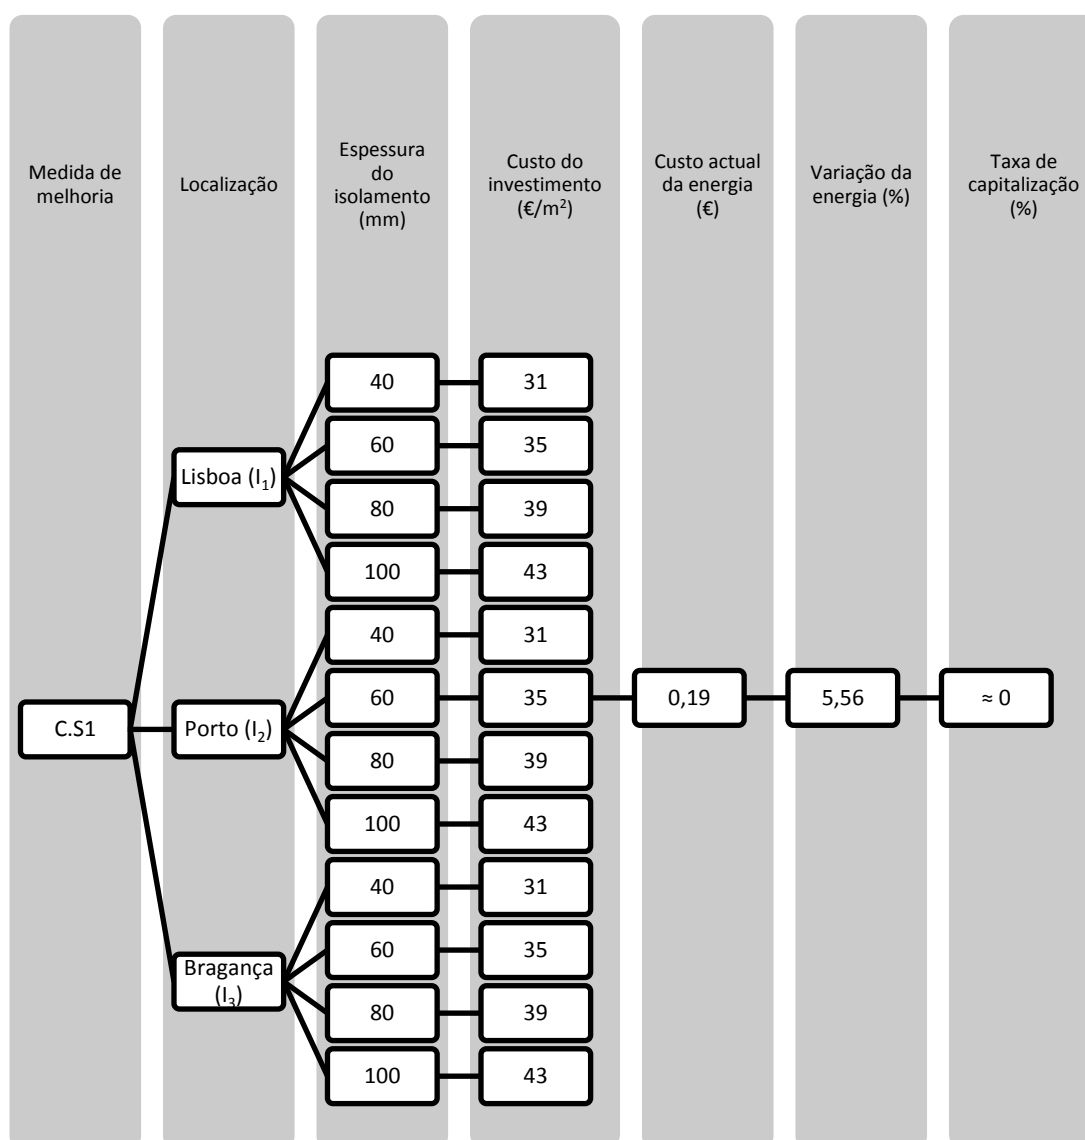 Medida de
melhoria
Localização
Espessura
do
isolamento
(mm)
Custo do
investimento
(€/m²)
Custo actual
da energia
(€)
Variação da
energia (%)
Taxa de
capitalização
(%)
C.S1
Lisboa (I₁)
40
31
60
35
80
39
100
43
Porto (I₂)
40
31
60
35
80
39
100
43
Bragança
(I₃)
40
31
60
35
80
39
100
43
0,19
5,56
≈ 0